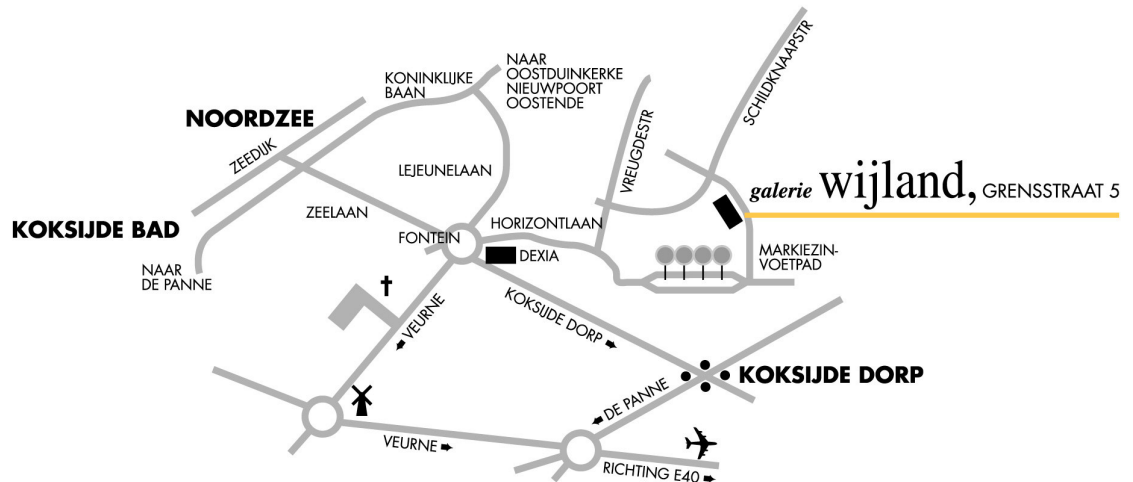 NAAR
OOSTDUINKERKE
NIEUWPOORT
OOSTENDE
KONINKLIJKE
BAAN
SCHILDKNAAPSTR
NOORDZEE
ZEEDIJK
VREUGDESTR
LEJEUNELAAN
galerie wijland, GRENSSTRAAT 5
ZEELAAN
HORIZONTLAAN
KOKSIJDE BAD
FONTEIN
DEXIA
MARKIEZIN-
VOETPAD
NAAR
DE PANNE
VEURNE
KOKSIJDE DORP
KOKSIJDE DORP
DE PANNE
VEURNE
RICHTING E40